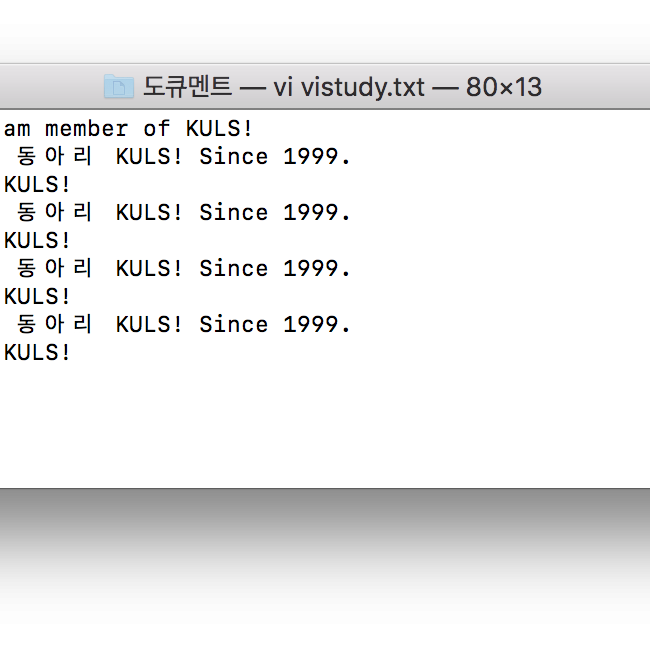 도큐멘트 — vi vistudy.txt — 80×13
am member of KULS!
동아리 KULS! Since 1999.
KULS!
동아리 KULS! Since 1999.
KULS!
동아리 KULS! Since 1999.
KULS!
동아리 KULS! Since 1999.
KULS!